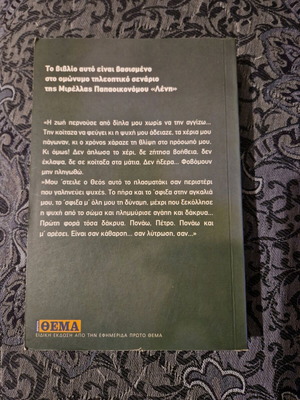 Το βιβλίο αυτό είναι βασισμένο
στο ομώνυμο τηλεοπτικό σενάριο
της Μιρέλλας Παπαοικονόμου «Λένη»
«Η ζωή περνούσε από δίπλα μου χωρίς να την αγγίζω...
Την κοίταζα να φεύγει κι η ψυχή μου άδειαζε, τα χέρια μου
πάγωναν, κι ο χρόνος χάραζε τη θλίψη στο πρόσωπό μου.
Κι όμως! Δεν άπλωσα το χέρι, δε ζήτησα βοήθεια, δεν
έκλαψα, δε σε κοίταξα στα μάτια. Δεν ήξερα... Φοβόμουν
μην πληγωθώ.
»Μου 'στειλε ο Θεός αυτό το πλασματάκι σαν περιστέρι
που γαληνεύει ψυχές. Το πήρα και το 'σφιξα στην αγκαλιά
μου, το 'σφιξα μ' όλη μου τη δύναμη, μέχρι που ξεκόλλησε
η ψυχή από το σώμα και πλημμύρισε αγάπη και δάκρυα...
Πρώτη φορά τόσα δάκρυα. Πονάω, Πέτρο, Πονάω και
μ' αρέσει. Είναι σαν κάθαρση... σαν λύτρωση, σαν...»
ΘΕΜΑ
ΕΙΔΙΚΗ ΕΚΔΟΣΗ ΑΠΟ ΤΗΝ ΕΦΗΜΕΡΙΔΑ ΠΡΩΤΟ ΘΕΜΑ